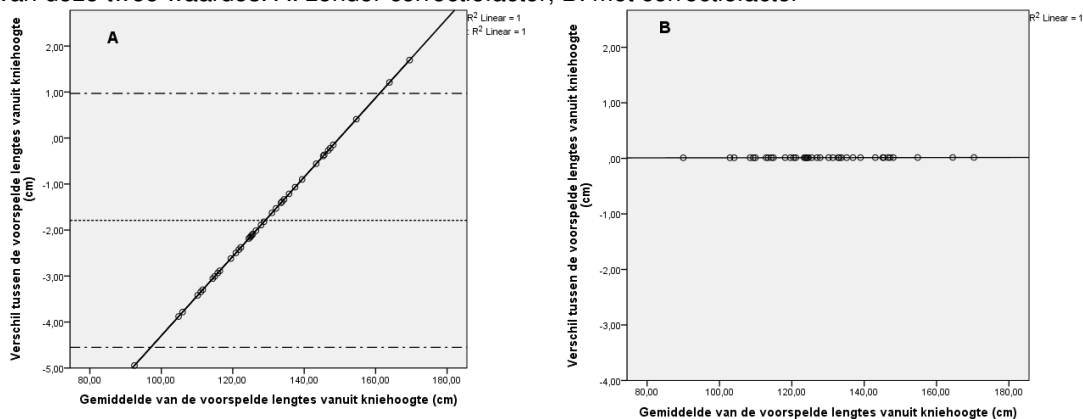 van deze twee waardes. A. zonder correctiefactor, B. met correctiefactor
R² Linear = 1
: R² Linear = 1
A
Verschil tussen de voorspelde lengtes vanuit kniehoogte
(cm)
2,00
1,00
,00
-1,00
-2,00
-3,00
-4,00
-5,00
80,00 100,00 120,00 140,00 160,00 180,00
Gemiddelde van de voorspelde lengtes vanuit kniehoogte (cm)
R² Linear = 1
B
Verschil tussen de voorspelde lengtes vanuit kniehoogte
(cm)
2,00
1,00
,00
-1,00
-2,00
-3,00
-4,00
80,00 100,00 120,00 140,00 160,00 180,00
Gemiddelde van de voorspelde lengtes vanuit kniehoogte (cm)